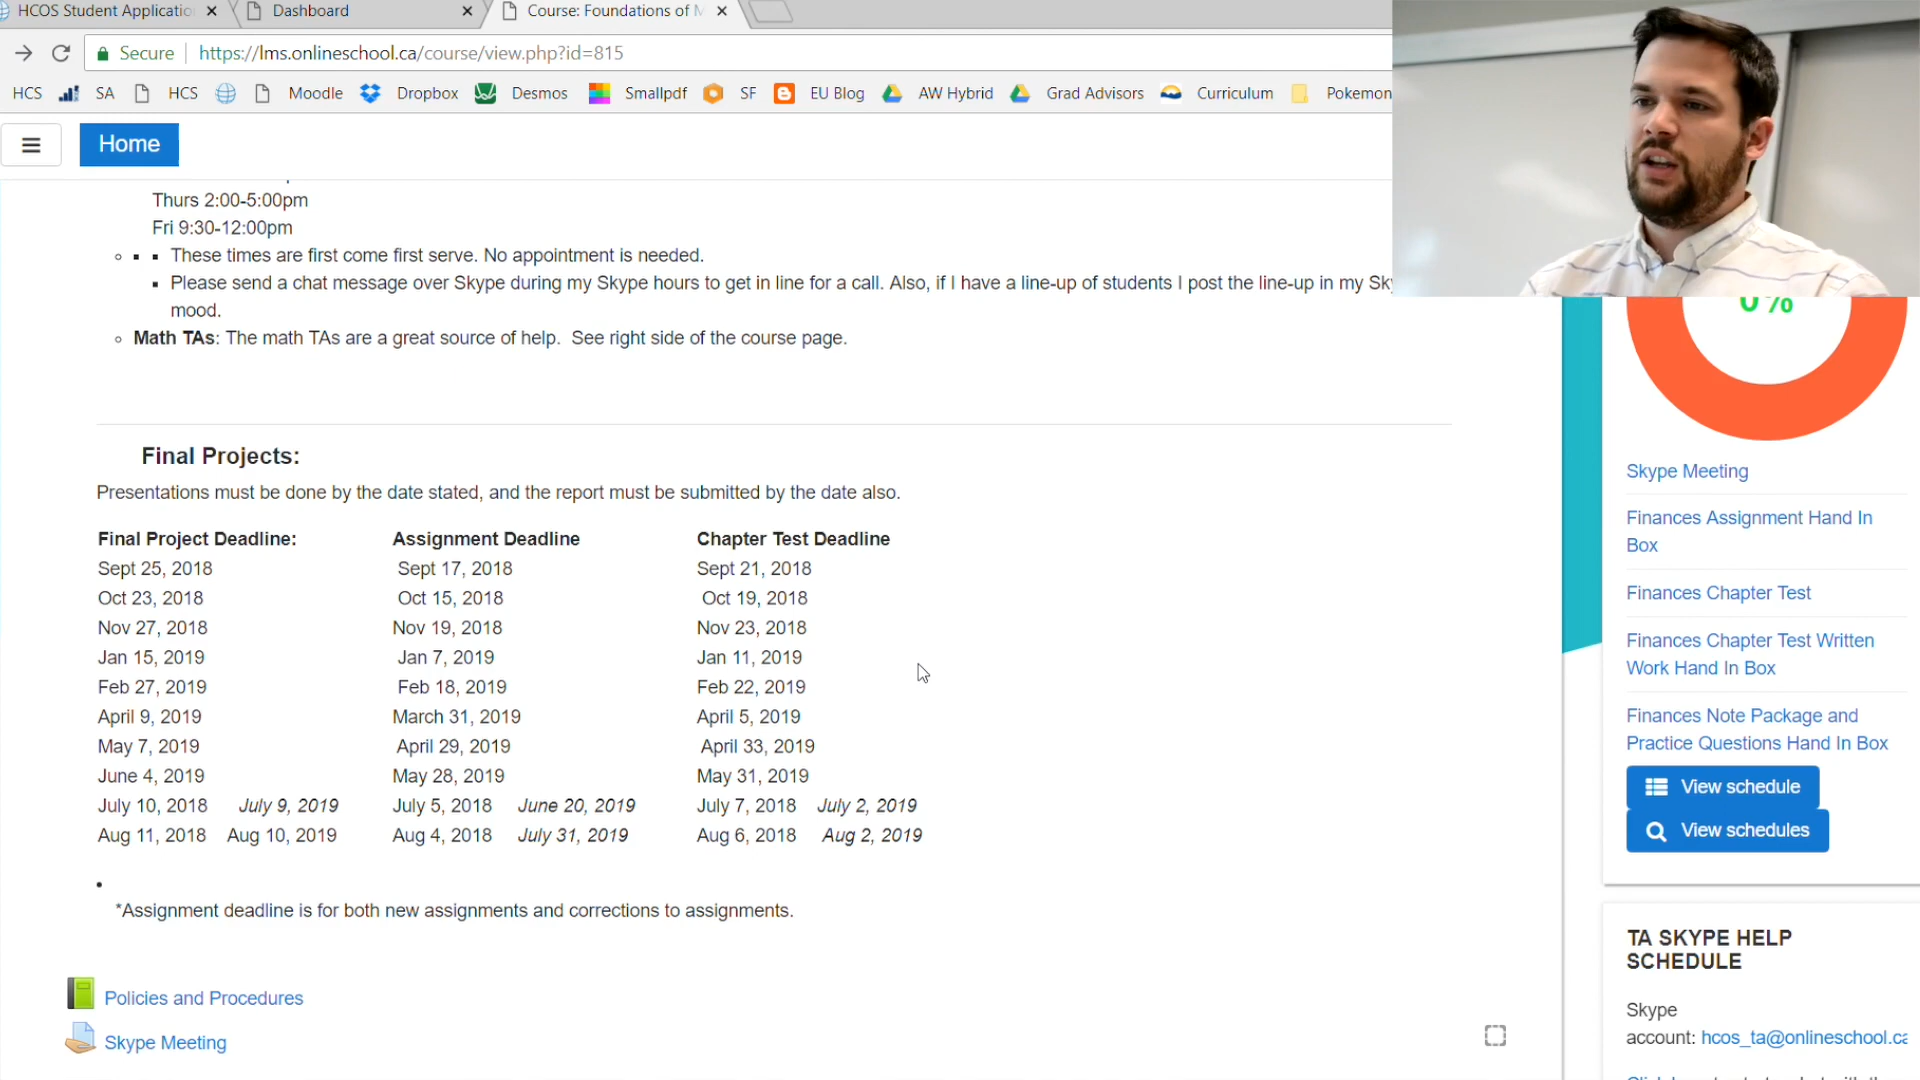 HCOS Student Applicatio
Dashboard
Course: Foundations of M
Secure
https://lms.onlineschool.ca/course/view.php?id=815
HCS SA HCS Moodle Dropbox Desmos Smallpdf SF EU Blog AW Hybrid Grad Advisors Curriculum Pokemon
Home
Thurs 2:00-5:00pm
Fri 9:30-12:00pm
These times are first come first serve. No appointment is needed.
Please send a chat message over Skype during my Skype hours to get in line for a call. Also, if I have a line-up of students I post the line-up in my Sky
mood.
Math TAs: The math TAs are a great source of help. See right side of the course page.
Final Projects:
Presentations must be done by the date stated, and the report must be submitted by the date also.
Final Project Deadline: Assignment Deadline Chapter Test Deadline
Sept 25, 2018 Sept 17, 2018 Sept 21, 2018
Oct 23, 2018 Oct 15, 2018 Oct 19, 2018
Nov 27, 2018 Nov 19, 2018 Nov 23, 2018
Jan 15, 2019 Jan 7, 2019 Jan 11, 2019
Feb 27, 2019 Feb 18, 2019 Feb 22, 2019
April 9, 2019 March 31, 2019 April 5, 2019
May 7, 2019 April 29, 2019 April 33, 2019
June 4, 2019 May 28, 2019 May 31, 2019
July 10, 2018 July 9, 2019 July 5, 2018 June 20, 2019 July 7, 2018 July 2, 2019
Aug 11, 2018 Aug 10, 2019 Aug 4, 2018 July 31, 2019 Aug 6, 2018 Aug 2, 2019
*Assignment deadline is for both new assignments and corrections to assignments.
Policies and Procedures
Skype Meeting
0%
Skype Meeting
Finances Assignment Hand In
Box
Finances Chapter Test
Finances Chapter Test Written
Work Hand In Box
Finances Note Package and
Practice Questions Hand In Box
View schedule
View schedules
TA SKYPE HELP
SCHEDULE
Skype
account: hcos_ta@onlineschool.ca